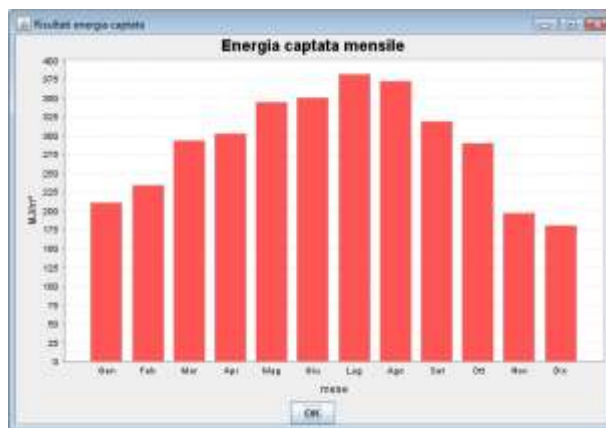 Risultati energia captata
Energia captata mensile
400
375
350
325
300
275
250
225
200
175
150
125
100
75
50
25
0
MJ/m²
Gen Feb Mar Apr Mag Giu Lug Ago Set Ott Nov Dic
mese
OK